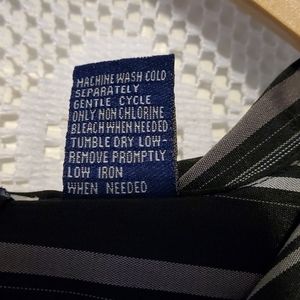 MACHINE WASH COLD
SEPARATELY
GENTLE CYCLE
ONLY NON CHLORINE
BLEACH WHEN NEEDED
TUMBLE DRY LOW-
REMOVE PROMPTLY
LOW IRON
WHEN NEEDED